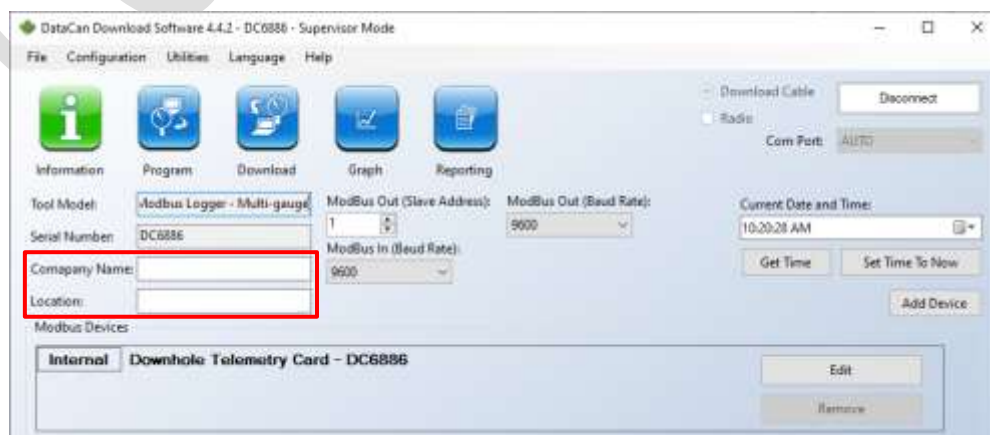 DataCan Download Software 4.4.2 - DC6886 - Supervisor Mode
File Configuration Utilities Language Help
Download Cable
Disconnect
Radio
Com Port: AUTO
Information Program Download Graph Reporting
Tool Model: Modbus Logger - Multi-gauge ModBus Out (Slave Address): ModBus Out (Baud Rate): Current Date and Time:
1 9600 10:20:28 AM
Serial Number: DC6886
ModBus In (Baud Rate):
Comapany Name: 9600 Get Time Set Time To Now
Location: Add Device
Modbus Devices
Internal Downhole Telemetry Card - DC6886
Edit
Remove